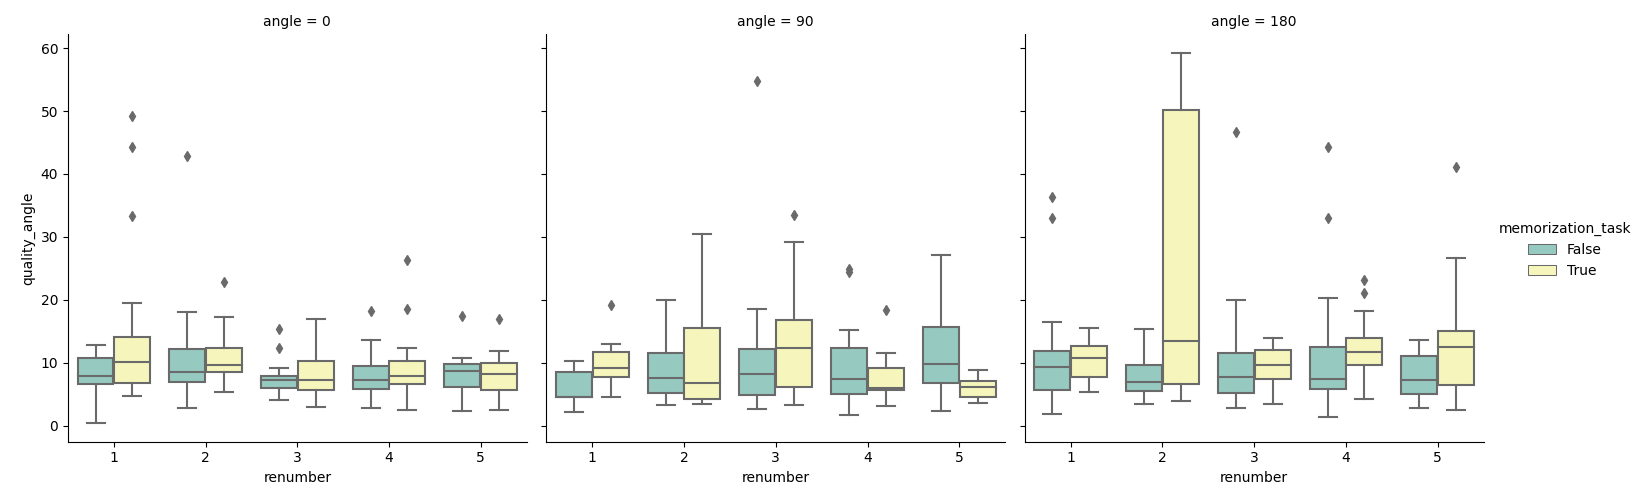 angle = 0
angle = 90
angle = 180
quality_angle
60
50
40
30
20
10
0
1 2 3 4 5
1 2 3 4 5
1 2 3 4 5
renumber
renumber
renumber
memorization_task
False
True